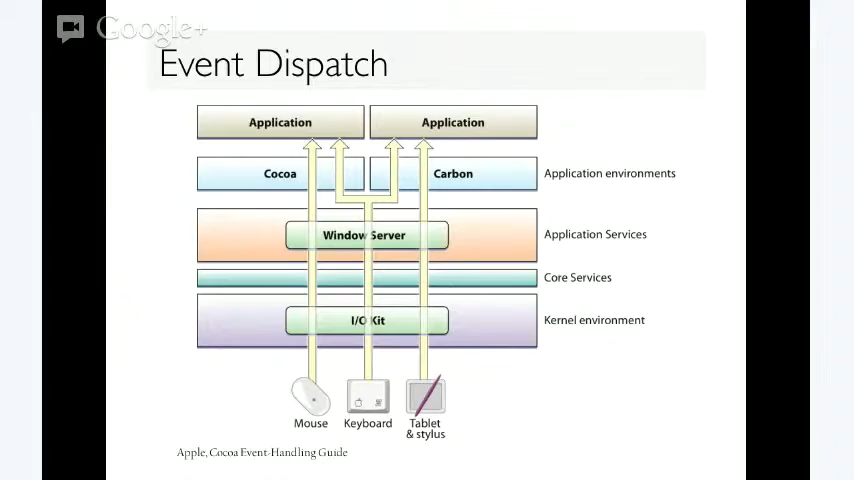 Google+
Event Dispatch
Application
Application
Cocoa
Carbon
Application environments
Window Server
Application Services
Core Services
I/O Kit
Kernel environment
Mouse
Keyboard
Tablet
& stylus
Apple, Cocoa Event-Handling Guide